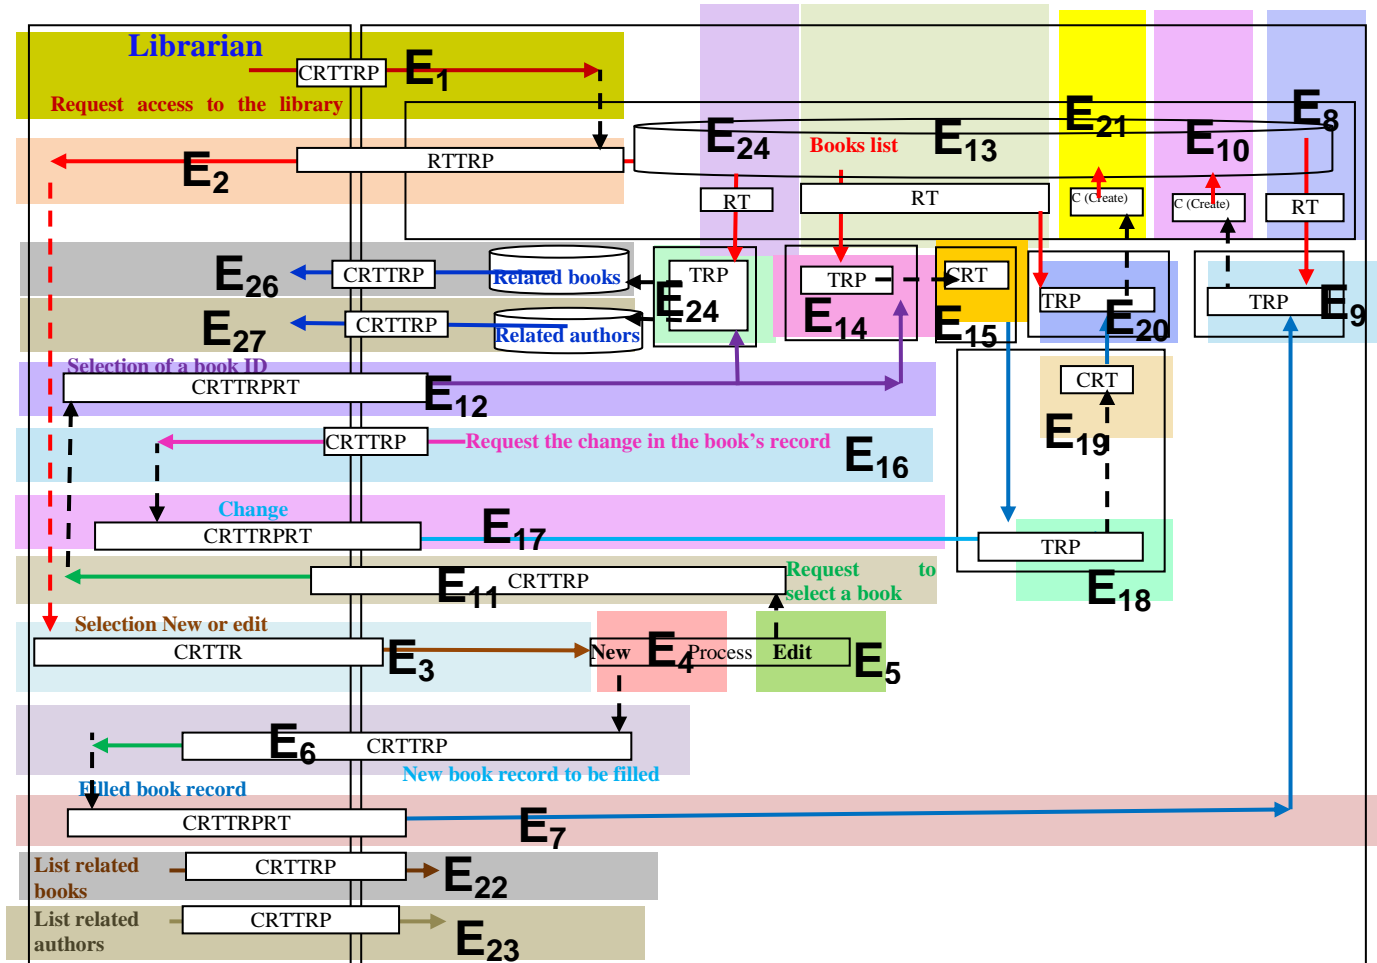 Librarian
CRTTRP
E1
Request access to the library
E21
E8
E24
Books list
E13
E10
E2
RTTRP
RT
RT
C (Create)
C (Create)
RT
E26
CRTTRP
Related books
TRP
TRP
CRT
TRP
TRP
E24
E14
E15
E20
E9
E27
CRTTRP
Related authors
Selection of a book ID
CRTTRPRT
E12
CRT
CRTTRP
Request the change in the book's record
E16
E19
Change
CRTTRPRT
E17
TRP
E11
CRTTRP
Request to
select a book
E18
Selection New or edit
CRTTR
E3
New
E4
Process
Edit
E5
E6
CRTTRP
New book record to be filled
Filled book record
CRTTRPRT
E7
List related
books
CRTTRP
E22
List related
authors
CRTTRP
E23